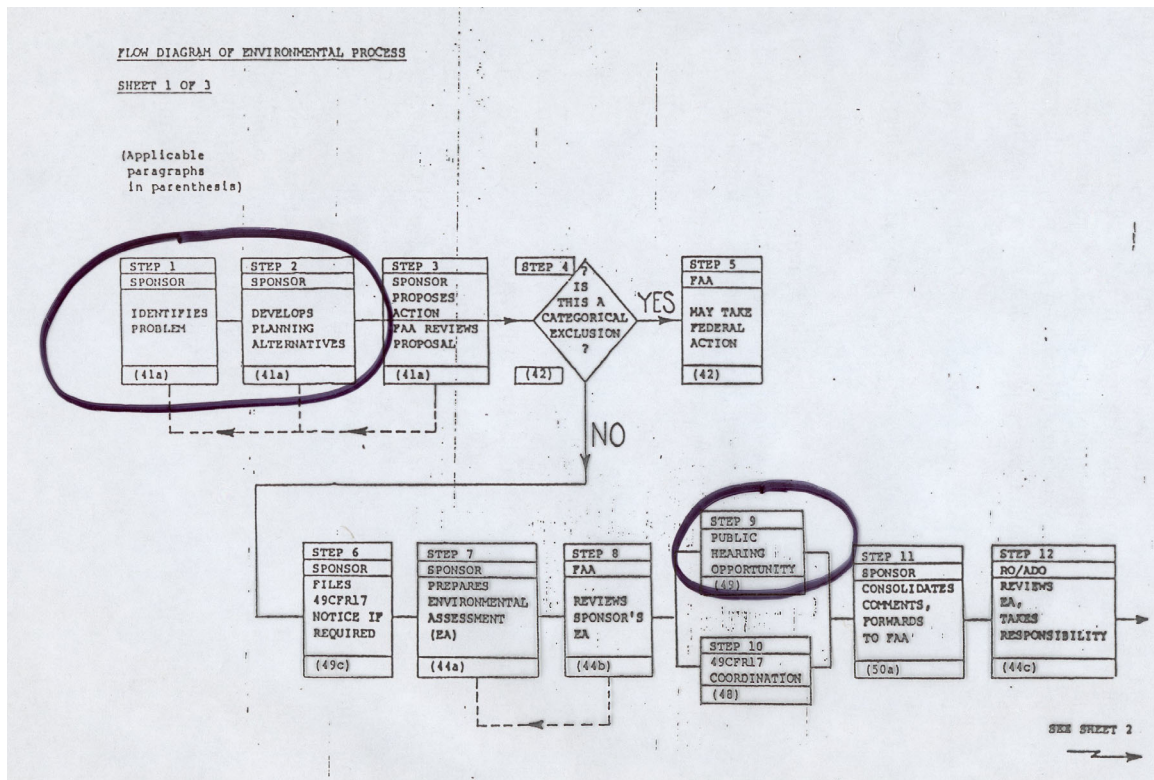 FLOW DIAGRAM OF ENVIRONMENTAL PROCESS
SHEET 1 OF 3
(Applicable
paragraphs
in parenthesis)
STEP 1
SPONSOR
IDENTIFIES
PROBLEM
(41a)
STEP 2
SPONSOR
DEVELOPS
PLANNING
ALTERNATIVES
(41a)
STEP 3
SPONSOR
PROPOSES
ACTION
FAA REVIEWS
PROPOSAL
(41a)
STEP 4
?
IS
THIS A
CATEGORICAL
EXCLUSION
?
(42)
YES
STEP 5
FAA
MAY TAKE
FEDERAL
ACTION
(42)
NO
STEP 6
SPONSOR
FILES
49CFR17
NOTICE IF
REQUIRED
(49c)
STEP 7
SPONSOR
PREPARES
ENVIRONMENTAL
ASSESSMENT
(EA)
(44a)
STEP 8
FAA
REVIEWS
SPONSOR'S
EA
(44b)
STEP 9
PUBLIC
HEARING
OPPORTUNITY
(49)
STEP 10
49CFR17
COORDINATION
(48)
STEP 11
SPONSOR
CONSOLIDATES
COMMENTS,
FORWARDS
TO FAA
(50a)
STEP 12
RO/ADO
REVIEWS
EA,
TAKES
RESPONSIBILITY
(44c)
SEE SHEET 2